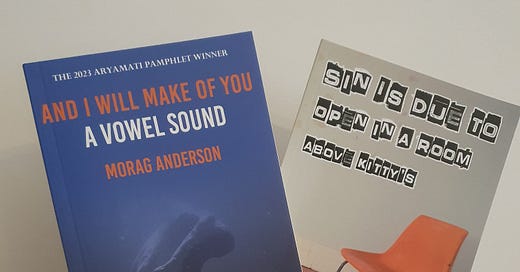 THE 2023 ARYAMATI PAMPHLET WINNER
AND I WILL MAKE OF YOU
A VOWEL SOUND
MORAG ANDERSON
SIN IS DUE TO
OPEN IN A ROOM
ABOVE KITTY'S